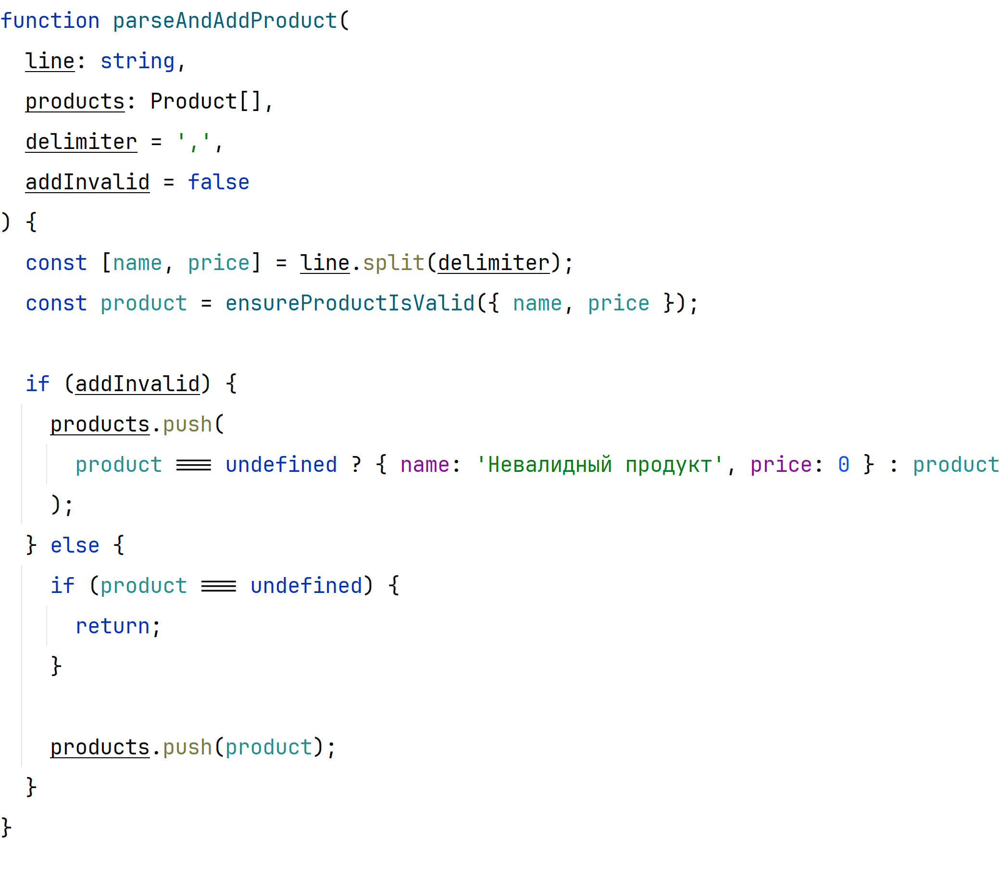 function parseAndAddProduct(
  line: string,
  products: Product[],
  delimiter = ',',
  addInvalid = false
) {
  const [name, price] = line.split(delimiter);
  const product = ensureProductIsValid({ name, price });

  if (addInvalid) {
    products.push(
      product === undefined ? { name: 'Невалидный продукт', price: 0 } : product
    );
  } else {
    if (product === undefined) {
      return;
    }

    products.push(product);
  }
}